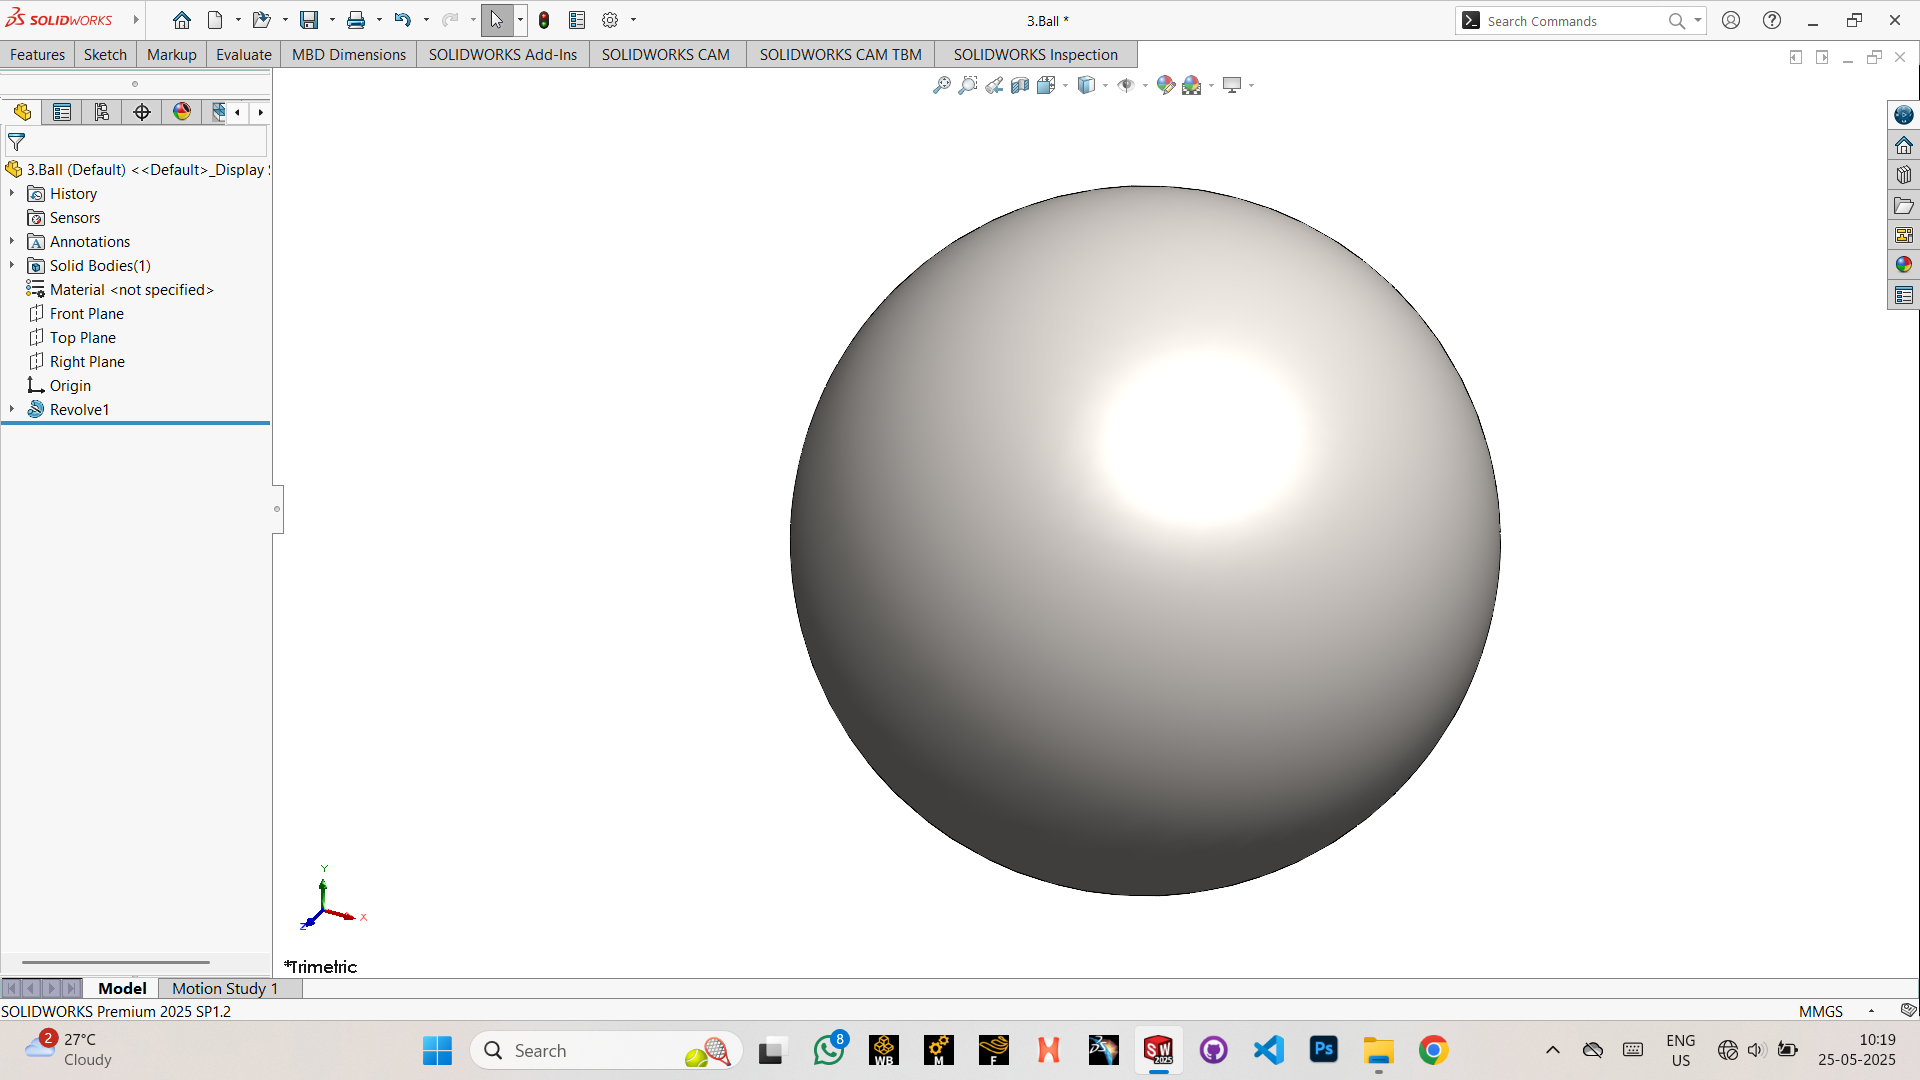 SOLIDWORKS
3.Ball *
Search Commands
Features
Sketch
Markup
Evaluate
MBD Dimensions
SOLIDWORKS Add-Ins
SOLIDWORKS CAM
SOLIDWORKS CAM TBM
SOLIDWORKS Inspection
3.Ball (Default) <<Default>_Display
History
Sensors
Annotations
Solid Bodies(1)
Material <not specified>
Front Plane
Top Plane
Right Plane
Origin
Revolve1
Y
X
Z
*Trimetric
Model
Motion Study 1
SOLIDWORKS Premium 2025 SP1.2
MMGS
2
27°C
Cloudy
Search
8
WB
M
F
SW
2025
Ps
ENG
US
10:19
25-05-2025